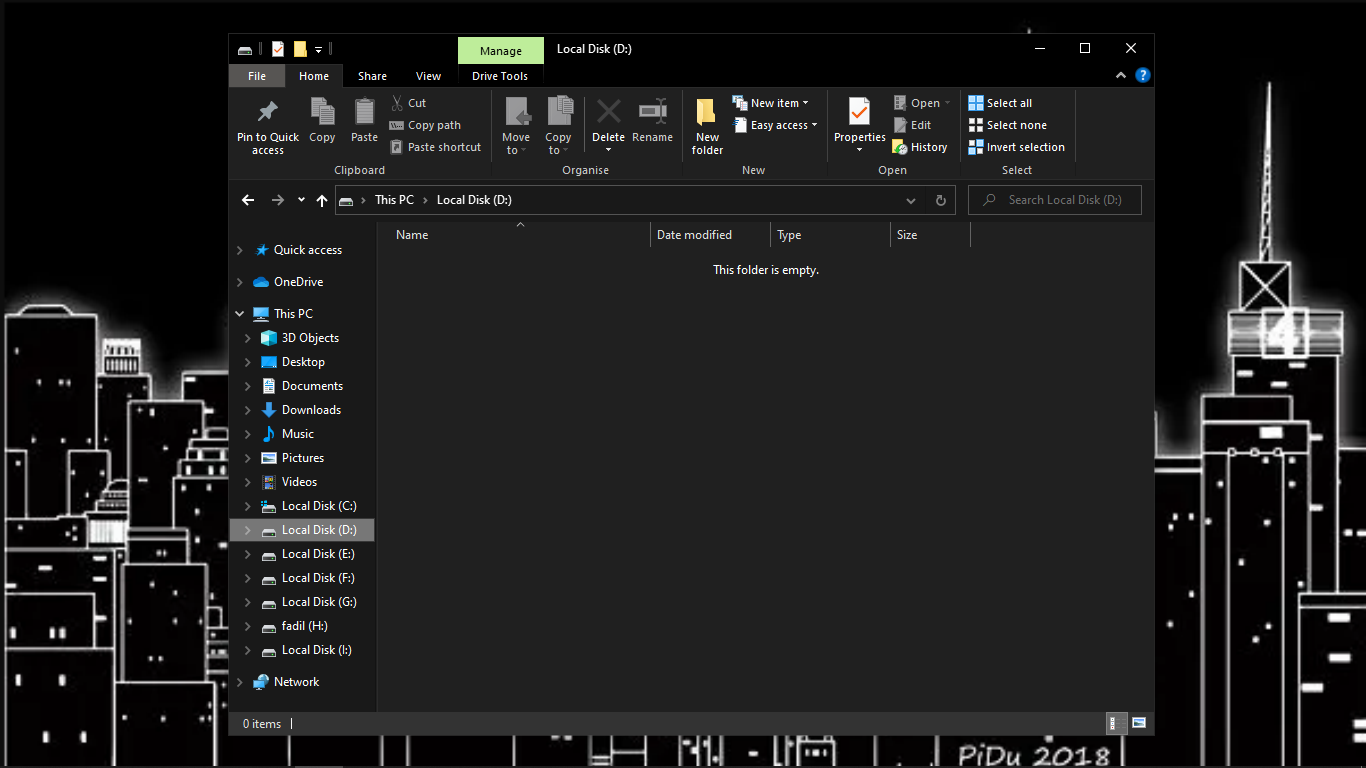 Manage
Local Disk (D:)
File
Home
Share
View
Drive Tools
?
Pin to Quick
access
Copy
Paste
Cut
Copy path
Paste shortcut
Clipboard
Move
to
Copy
to
Delete
Rename
Organise
New
folder
New item
Easy access
New
Properties
Open
Edit
History
Open
Select all
Select none
Invert selection
Select
This PC
Local Disk (D:)
Search Local Disk (D:)
Name
Date modified
Type
Size
This folder is empty.
Quick access
OneDrive
This PC
3D Objects
Desktop
Documents
Downloads
Music
Pictures
Videos
Local Disk (C:)
Local Disk (D:)
Local Disk (E:)
Local Disk (F:)
Local Disk (G:)
fadil (H:)
Local Disk (I:)
Network
0 items
4
PiDu 2018